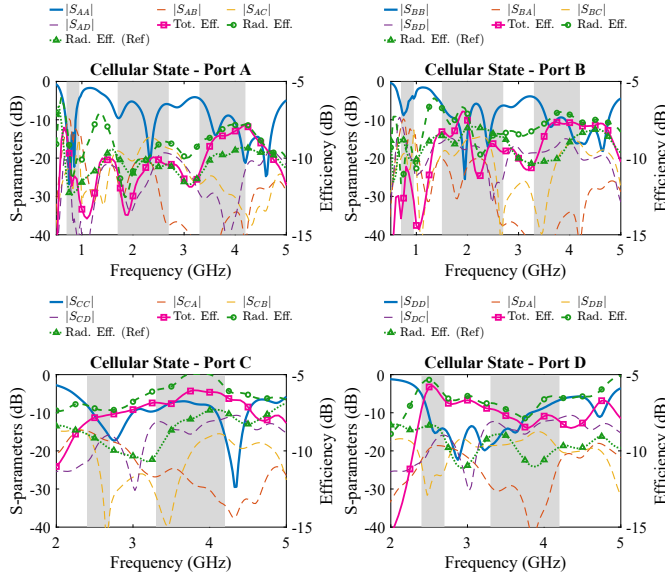 |S_AA| |S_AB| |S_AC|
|S_AD| Tot. Eff. Rad. Eff.
Rad. Eff. (Ref)
Cellular State - Port A
0
-10
-20
-30
-40
S-parameters (dB)
-5
-10
-15
Efficiency (dB)
1 2 3 4 5
Frequency (GHz)
|S_BB| |S_BA| |S_BC|
|S_BD| Tot. Eff. Rad. Eff.
Rad. Eff. (Ref)
Cellular State - Port B
0
-10
-20
-30
-40
S-parameters (dB)
-5
-10
-15
Efficiency (dB)
1 2 3 4 5
Frequency (GHz)
|S_CC| |S_CA| |S_CB|
|S_CD| Tot. Eff. Rad. Eff.
Rad. Eff. (Ref)
Cellular State - Port C
0
-10
-20
-30
-40
S-parameters (dB)
-5
-10
-15
Efficiency (dB)
2 3 4 5
Frequency (GHz)
|S_DD| |S_DA| |S_DB|
|S_DC| Tot. Eff. Rad. Eff.
Rad. Eff. (Ref)
Cellular State - Port D
0
-10
-20
-30
-40
S-parameters (dB)
-5
-10
-15
Efficiency (dB)
2 3 4 5
Frequency (GHz)